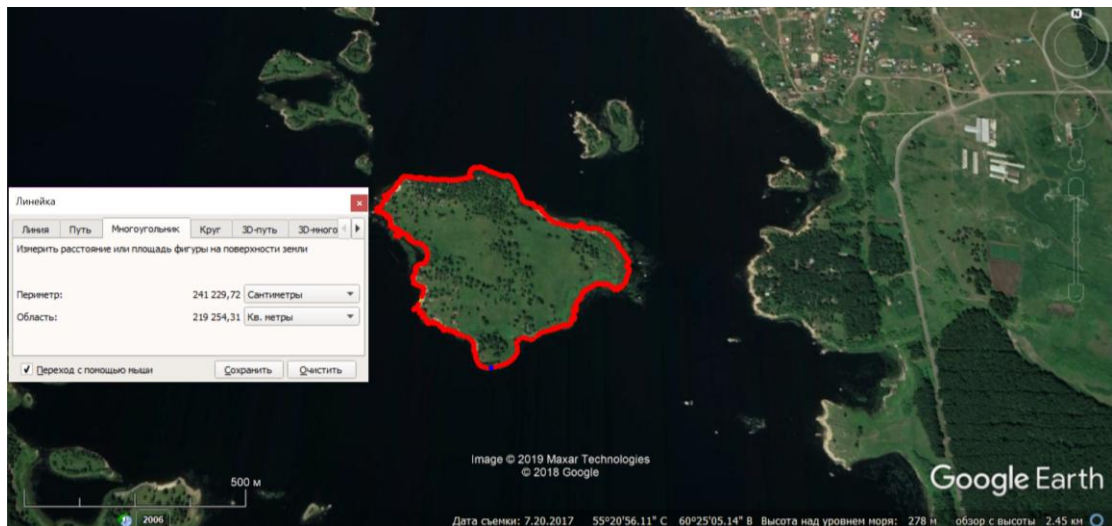 N
Линейка
Линия Путь Многоугольник Круг 3D-путь 3D-много
Измерить расстояние или площадь фигуры на поверхности земли
Периметр: 241 229,72 Сантиметры
Область: 219 254,31 Кв. метры
Переход с помощью мыши Сохранить Очистить
Image © 2019 Maxar Technologies
© 2018 Google
Google Earth
500 м
2006
Дата съемки: 7.20.2017 55°20'56.11" С 60°25'05.14" В Высота над уровнем моря: 278 м обзор с высоты 2.45 км